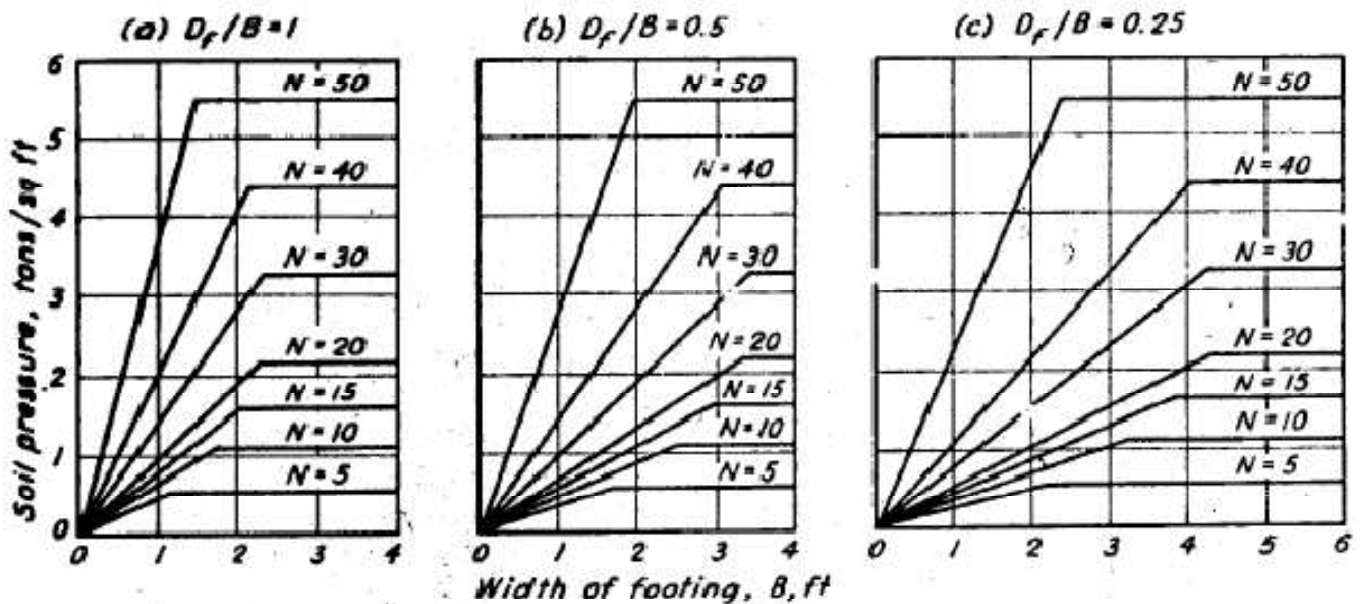 (a) D_f/B=1
(b) D_f/B=0.5
(c) D_f/B=0.25
Soil pressure, tons/sq ft
6
5
4
3
.2
1
0
N=50
N=40
N=30
N=20
N=15
N=10
N=5
0 1 2 3 4
N=50
N=40
N=30
N=20
N=15
N=10
N=5
0 1 2 3 4
N=50
N=40
N=30
N=20
N=15
N=10
N=5
0 1 2 3 4 5 6
Width of footing, B, ft